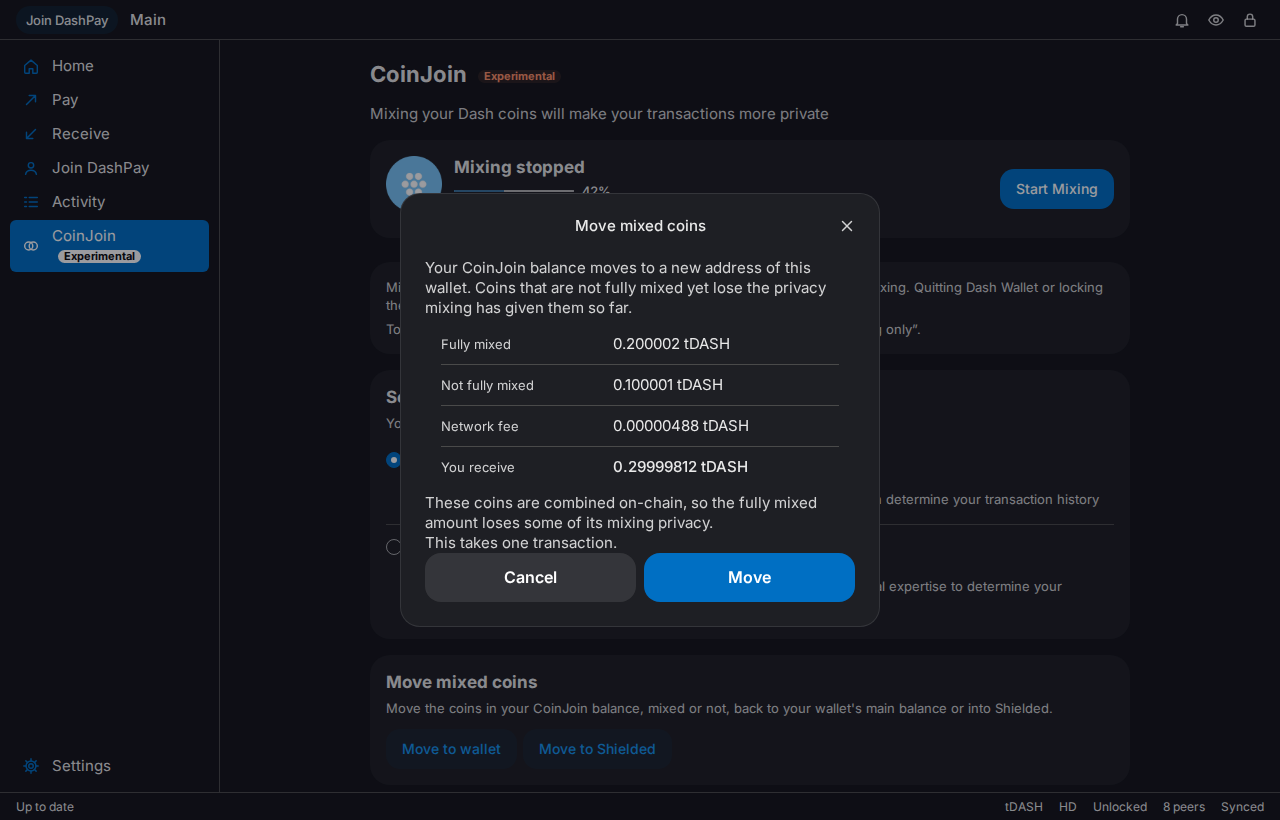 Join DashPay
Main
Home
Pay
Receive
Join DashPay
Activity
CoinJoin
Experimental
Settings
CoinJoin
Experimental
Mixing your Dash coins will make your transactions more private
Mixing stopped
42%
Start Mixing
xing. Quitting Dash Wallet or locking
only”.
determine your transaction history
expertise to determine your
Move mixed coins
Your CoinJoin balance moves to a new address of this
wallet. Coins that are not fully mixed yet lose the privacy
mixing has given them so far.
Fully mixed 0.200002 tDASH
Not fully mixed 0.100001 tDASH
Network fee 0.00000488 tDASH
You receive 0.29999812 tDASH
These coins are combined on-chain, so the fully mixed
amount loses some of its mixing privacy.
This takes one transaction.
Cancel
Move
Move mixed coins
Move the coins in your CoinJoin balance, mixed or not, back to your wallet's main balance or into Shielded.
Move to wallet
Move to Shielded
Up to date
tDASH HD Unlocked 8 peers Synced